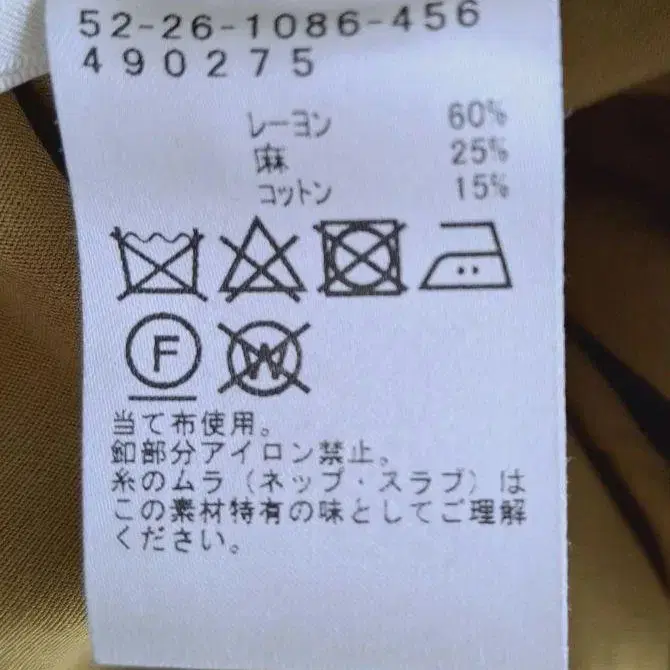 52-26-1086-456
490275
レーヨン 60%
麻 25%
コットン 15%
F W
当て布使用。
釦部分アイロン禁止。
糸のムラ（ネップ・スラブ）は
この素材特有の味としてご理解
ください。